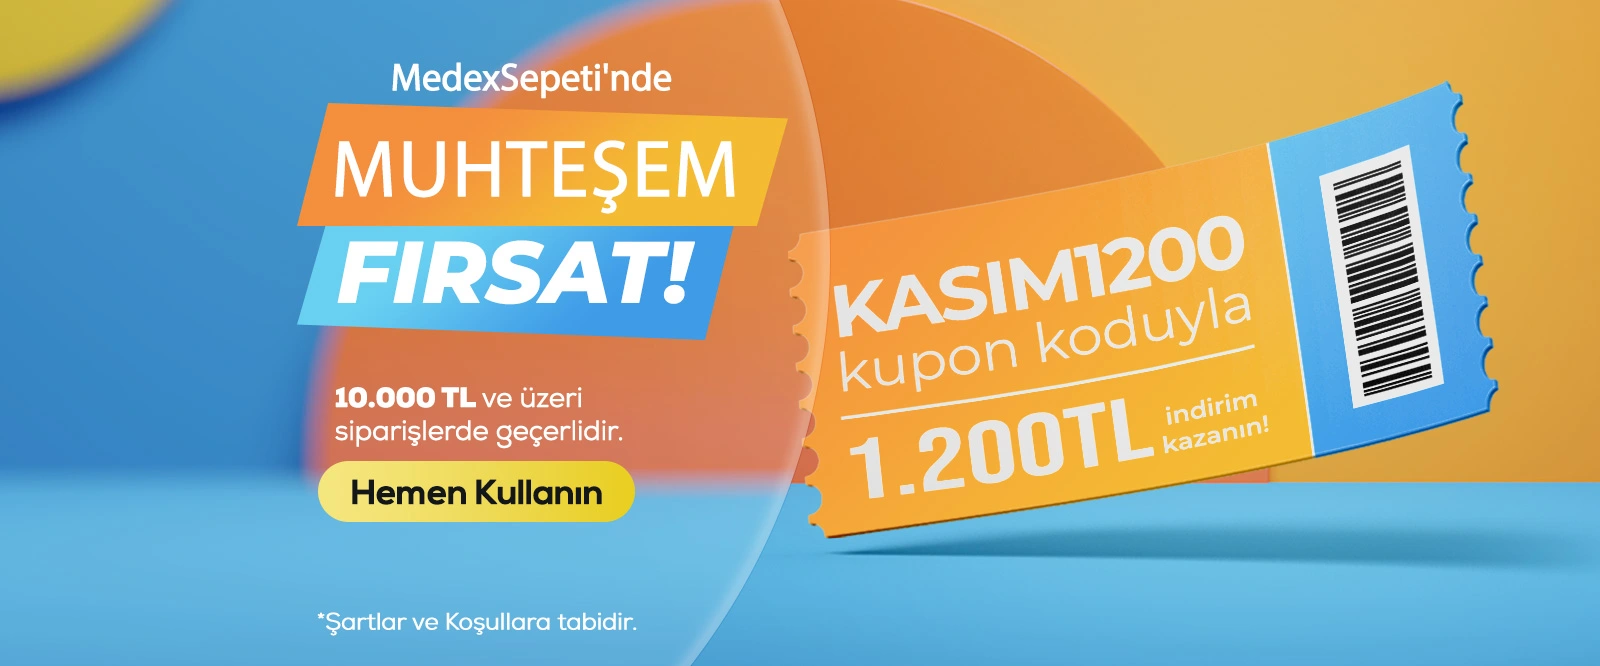 MedexSepeti'nde
MUHTEŞEM
FIRSAT!
10.000 TL ve üzeri
siparişlerde geçerlidir.
Hemen Kullanın
*Şartlar ve Koşullara tabidir.
KASIM1200
kupon koduyla
1.200TL indirim
kazanın!